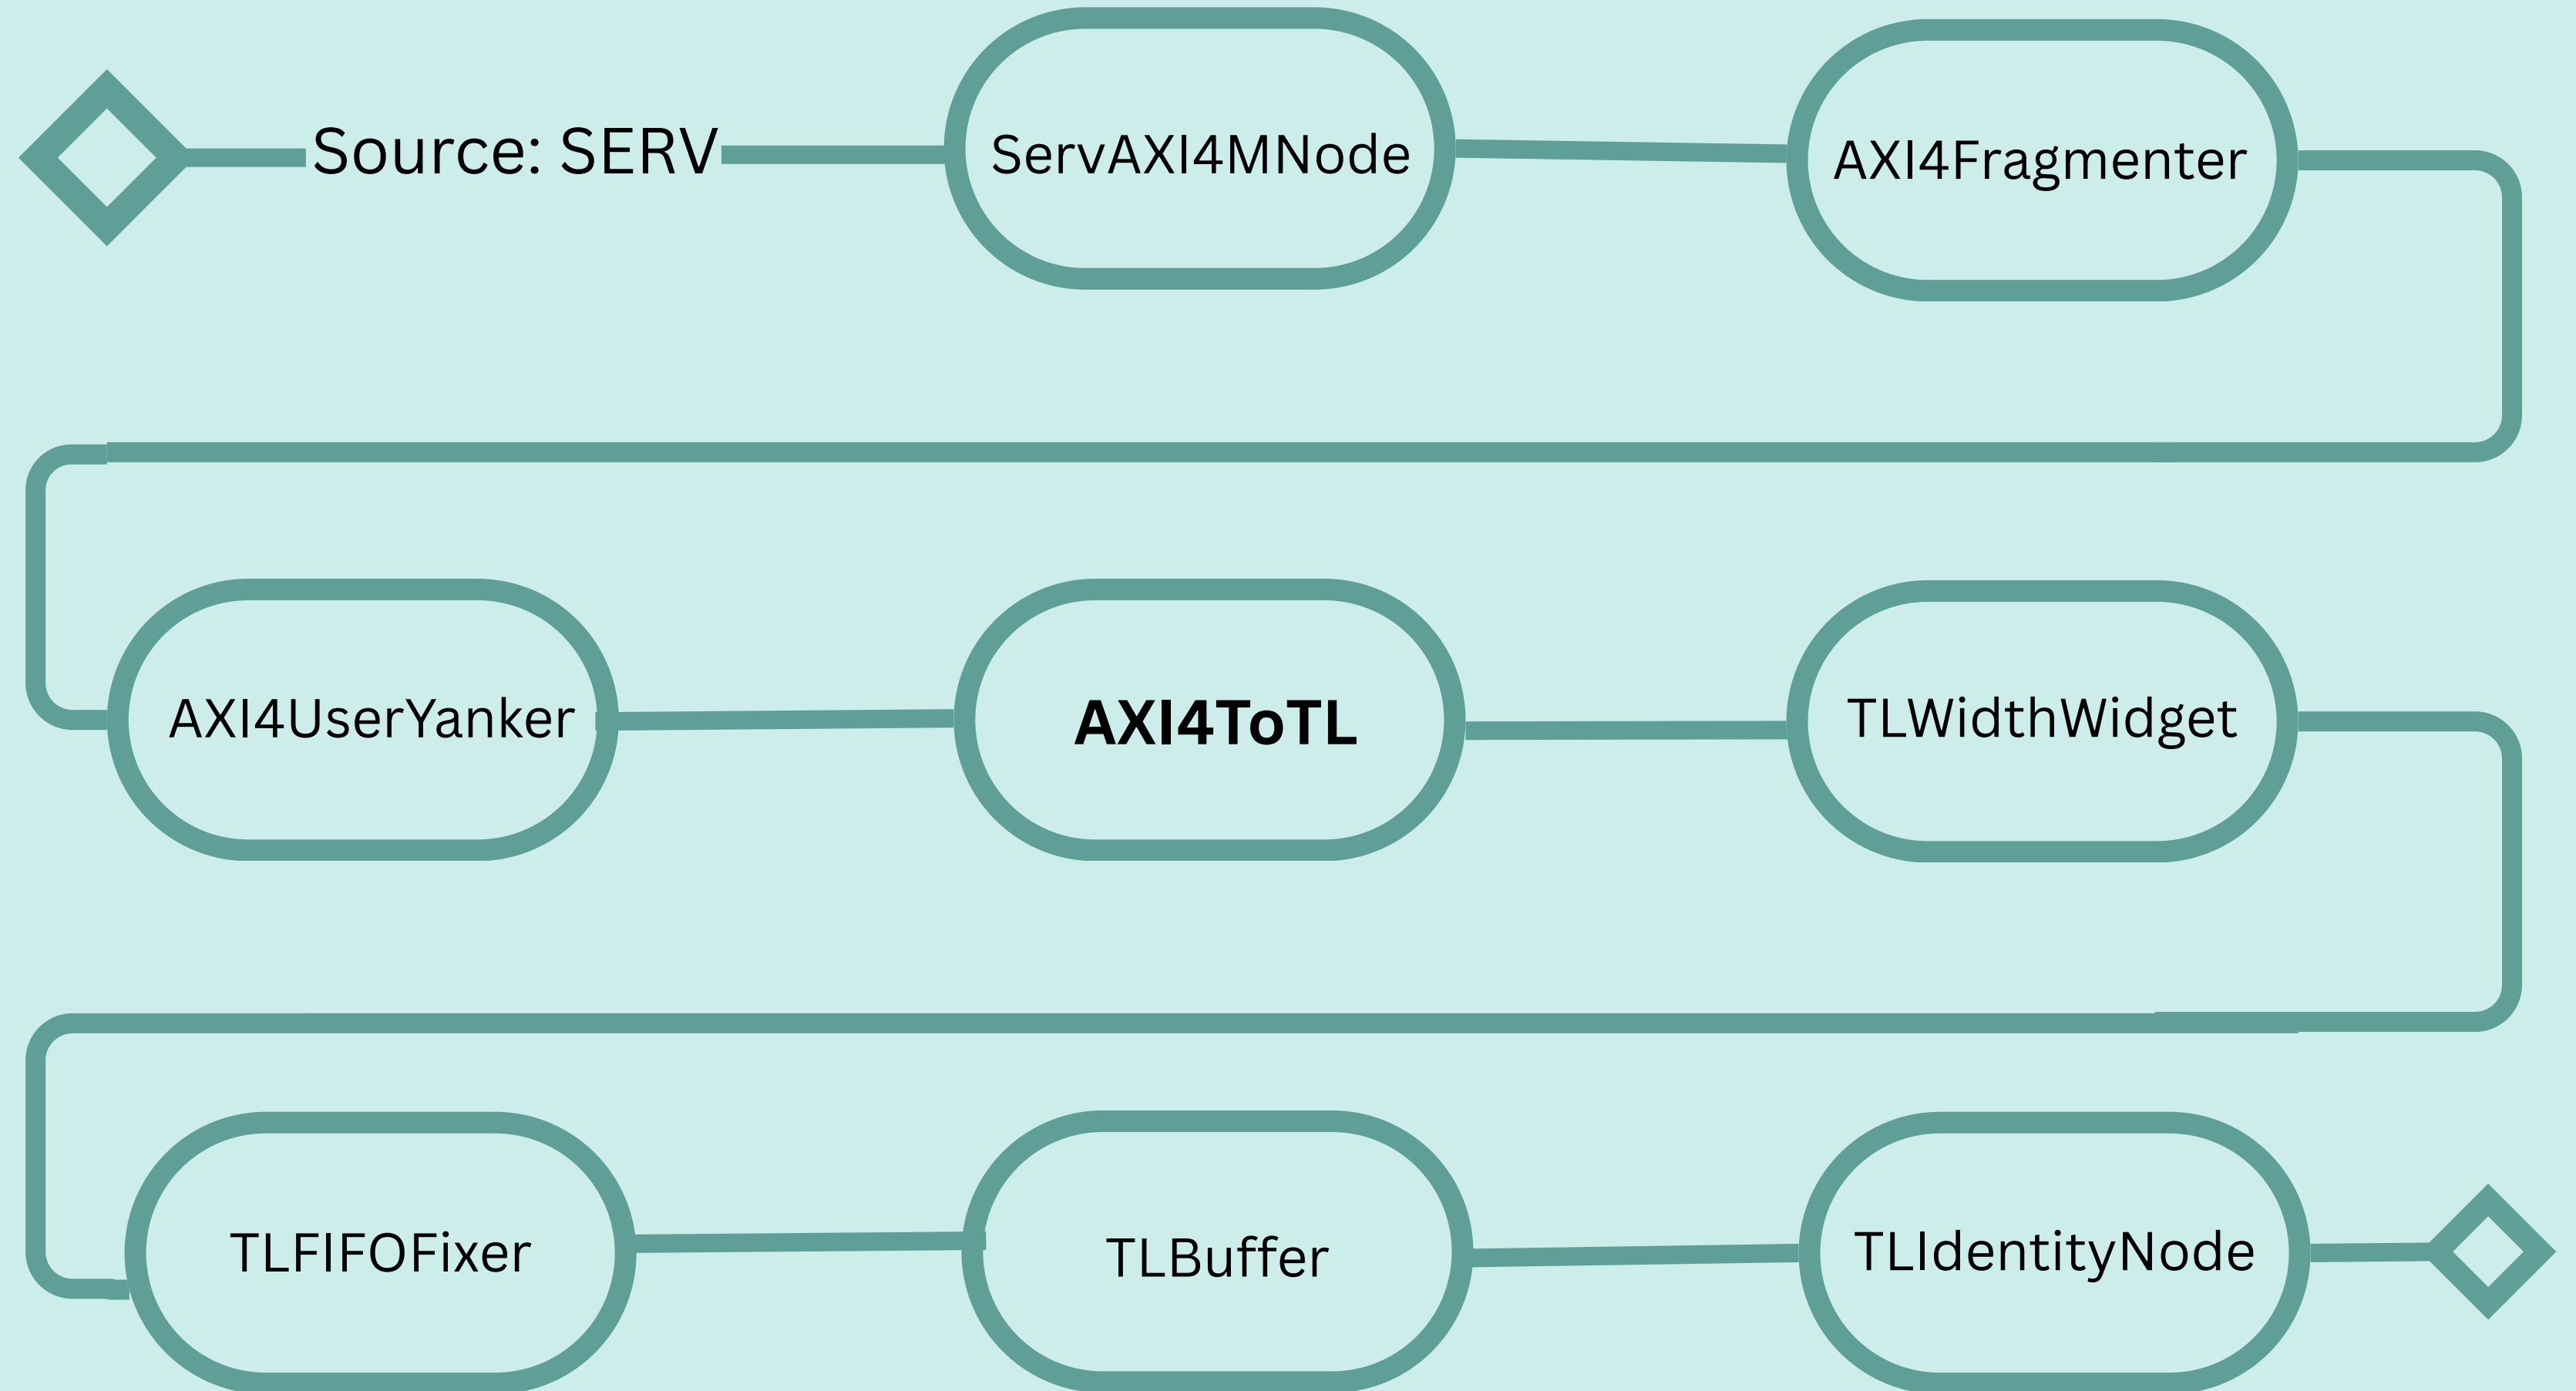 Source: SERV
ServAXI4MNode
AXI4Fragmenter
AXI4UserYanker
AXI4ToTL
TLWidthWidget
TLFIFOFixer
TLBuffer
TLIdentityNode